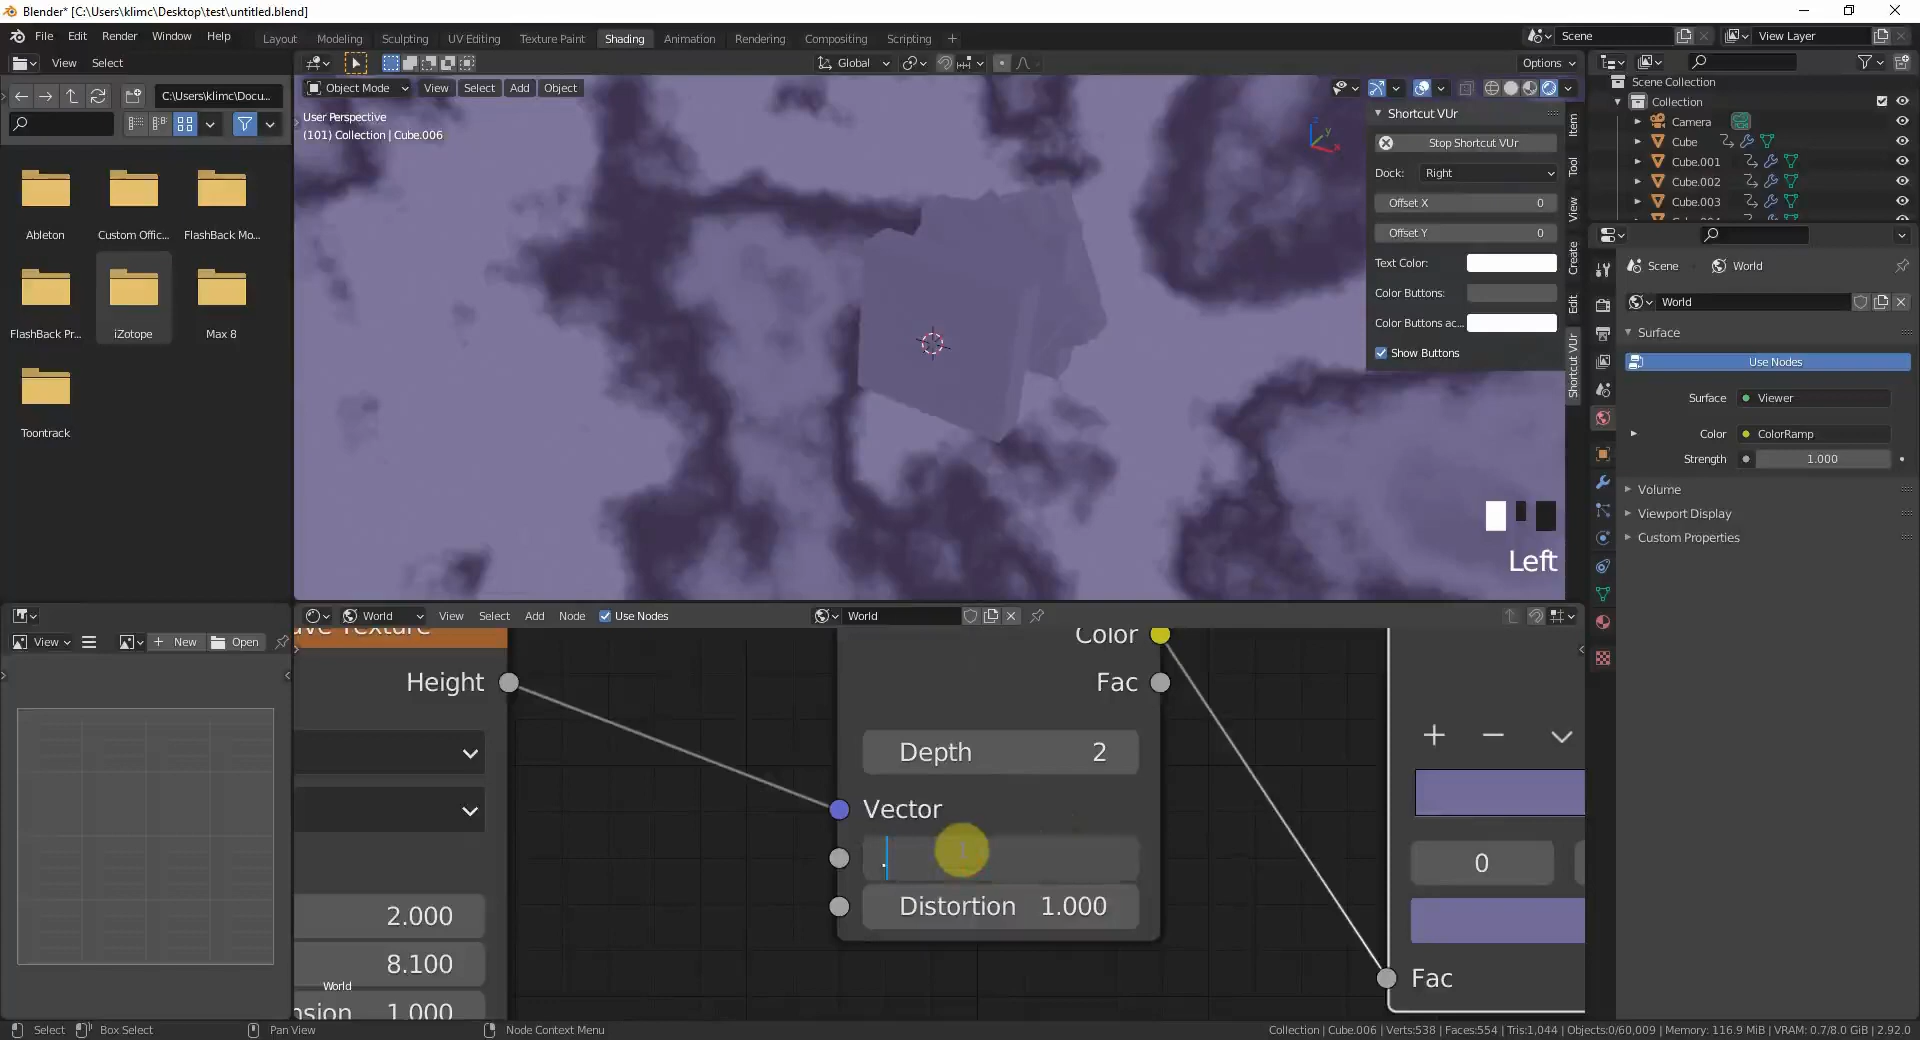 Blender* [C:\Users\klimc\Desktop\test\untitled.blend]
File Edit Render Window Help
Layout Modeling Sculpting UV Editing Texture Paint Shading Animation Rendering Compositing Scripting
Scene View Layer
View Select
Global
Options
C:\Users\klimc\Docu...
Object Mode View Select Add Object
User Perspective
(101) Collection | Cube.006
Ableton Custom Offic... FlashBack Mo...
FlashBack Pr... iZotope Max 8
Toontrack
Z Y X
Shortcut VUr
Stop Shortcut VUr
Dock: Right
Offset X 0
Offset Y 0
Text Color:
Color Buttons:
Color Buttons ac...
Show Buttons
Item
Tool
View
Create
Edit
Shortcut VUr
Left
Scene Collection
Collection
Camera
Cube
Cube.001
Cube.002
Cube.003
Scene World
World
Surface
Use Nodes
Surface Viewer
Color ColorRamp
Strength 1.000
Volume
Viewport Display
Custom Properties
View New Open
World View Select Add Node Use Nodes World
Height
2.000
8.100
1.000
World
Color
Fac
Depth 2
Vector
.
Distortion 1.000
0
Fac
Select Box Select Pan View Node Context Menu
Collection | Cube.006 | Verts:538 | Faces:554 | Tris:1,044 | Objects:0/60,009 | Memory: 116.9 MiB | VRAM: 0.7/8.0 GiB | 2.92.0